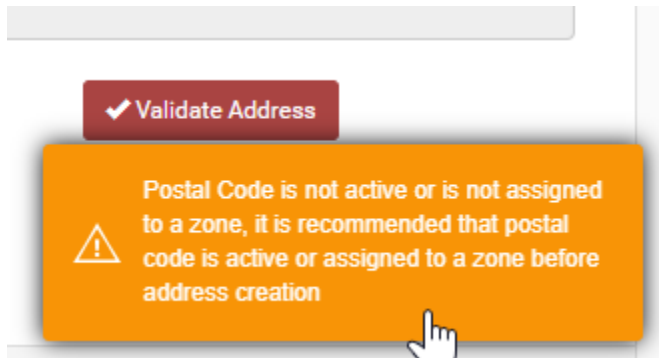 Validate Address
Postal Code is not active or is not assigned
to a zone, it is recommended that postal
code is active or assigned to a zone before
address creation